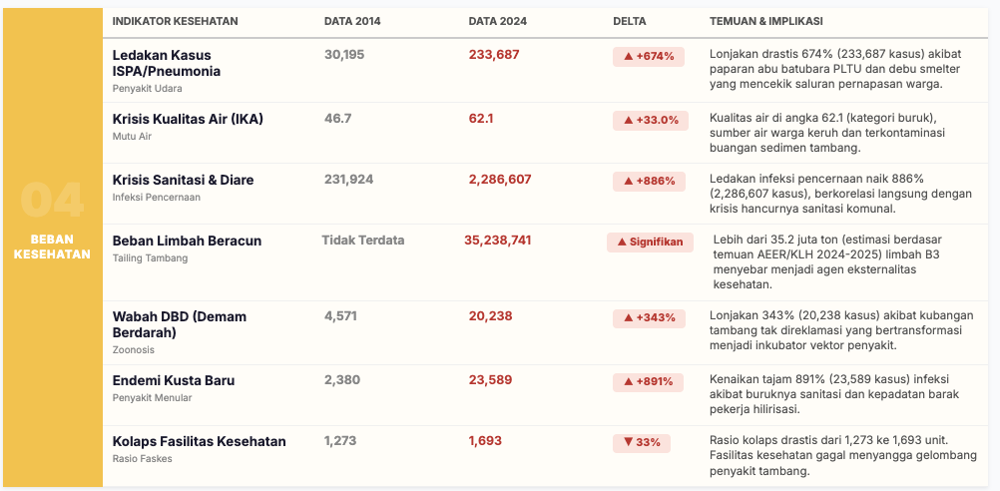 INDIKATOR KESEHATAN DATA 2014 DATA 2024 DELTA TEMUAN & IMPLIKASI
04
BEBAN
KESEHATAN
Ledakan Kasus
ISPA/Pneumonia
Penyakit Udara
30,195
233,687
▲ +674%
Lonjakan drastis 674% (233,687 kasus) akibat
paparan abu batubara PLTU dan debu smelter
yang mencekik saluran pernapasan warga.
Krisis Kualitas Air (IKA)
Mutu Air
46.7
62.1
▲ +33.0%
Kualitas air di angka 62.1 (kategori buruk),
sumber air warga keruh dan terkontaminasi
buangan sedimen tambang.
Krisis Sanitasi & Diare
Infeksi Pencernaan
231,924
2,286,607
▲ +886%
Ledakan infeksi pencernaan naik 886%
(2,286,607 kasus), berkorelasi langsung dengan
krisis hancurnya sanitasi komunal.
Beban Limbah Beracun
Tailing Tambang
Tidak Terdata
35,238,741
▲ Signifikan
Lebih dari 35.2 juta ton (estimasi berdasar
temuan AEER/KLH 2024-2025) limbah B3
menyebar menjadi agen eksternalitas
kesehatan.
Wabah DBD (Demam
Berdarah)
Zoonosis
4,571
20,238
▲ +343%
Lonjakan 343% (20,238 kasus) akibat kubangan
tambang tak direklamasi yang bertransformasi
menjadi inkubator vektor penyakit.
Endemi Kusta Baru
Penyakit Menular
2,380
23,589
▲ +891%
Kenaikan tajam 891% (23,589 kasus) infeksi
akibat buruknya sanitasi dan kepadatan barak
pekerja hilirisasi.
Kolaps Fasilitas Kesehatan
Rasio Faskes
1,273
1,693
▼ 33%
Rasio kolaps drastis dari 1,273 ke 1,693 unit.
Fasilitas kesehatan gagal menyangga gelombang
penyakit tambang.